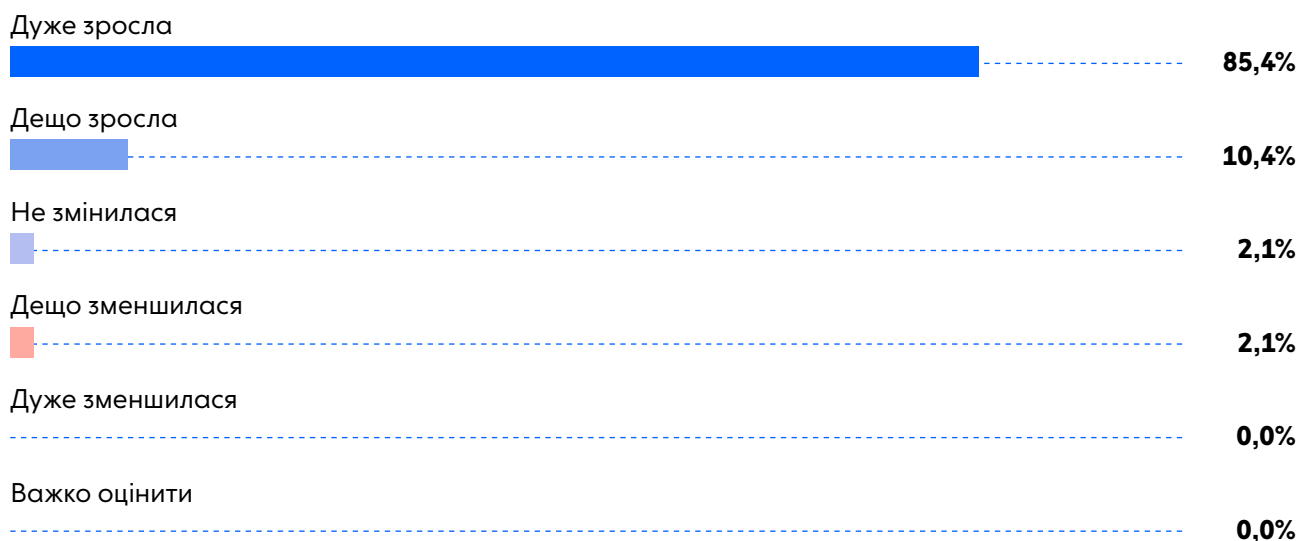 Дуже зросла
85,4%
Дещо зросла
10,4%
Не змінилася
2,1%
Дещо зменшилася
2,1%
Дуже зменшилася
0,0%
Важко оцінити
0,0%